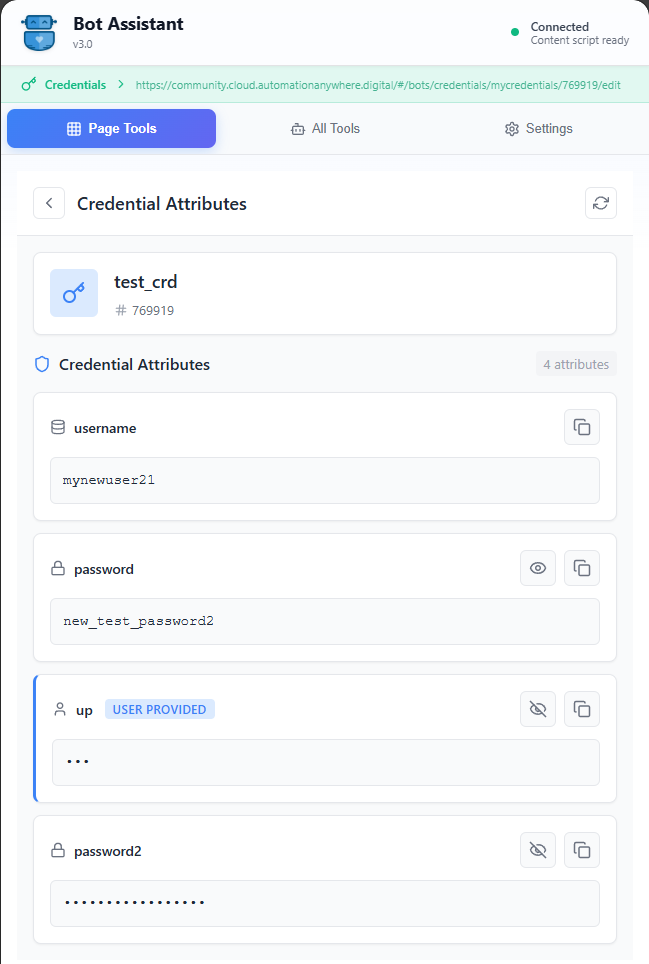 Bot Assistant
v3.0
Connected
Content script ready
Credentials > https://community.cloud.automationanywhere.digital/#/bots/credentials/mycredentials/769919/edit
Page Tools
All Tools
Settings
Credential Attributes
test_crd
# 769919
Credential Attributes
4 attributes
username
mynewuser21
password
new_test_password2
up USER PROVIDED
•••
password2
•••••••••••••••••